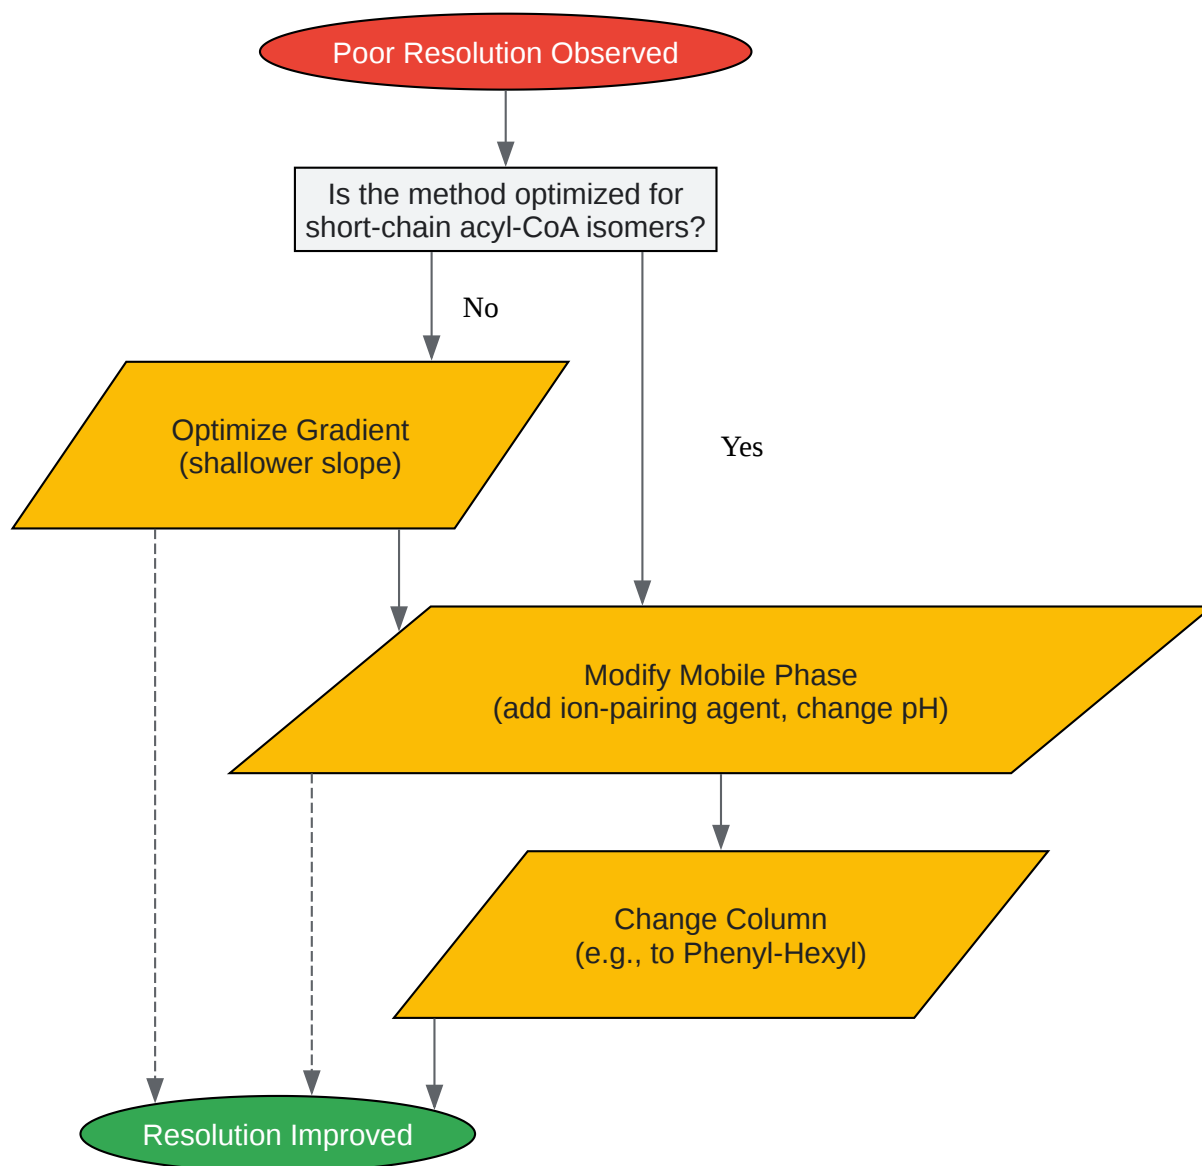 Poor Resolution Observed
Is the method optimized for
short-chain acyl-CoA isomers?
No
Optimize Gradient
(shallower slope)
Yes
Modify Mobile Phase
(add ion-pairing agent, change pH)
Change Column
(e.g., to Phenyl-Hexyl)
Resolution Improved